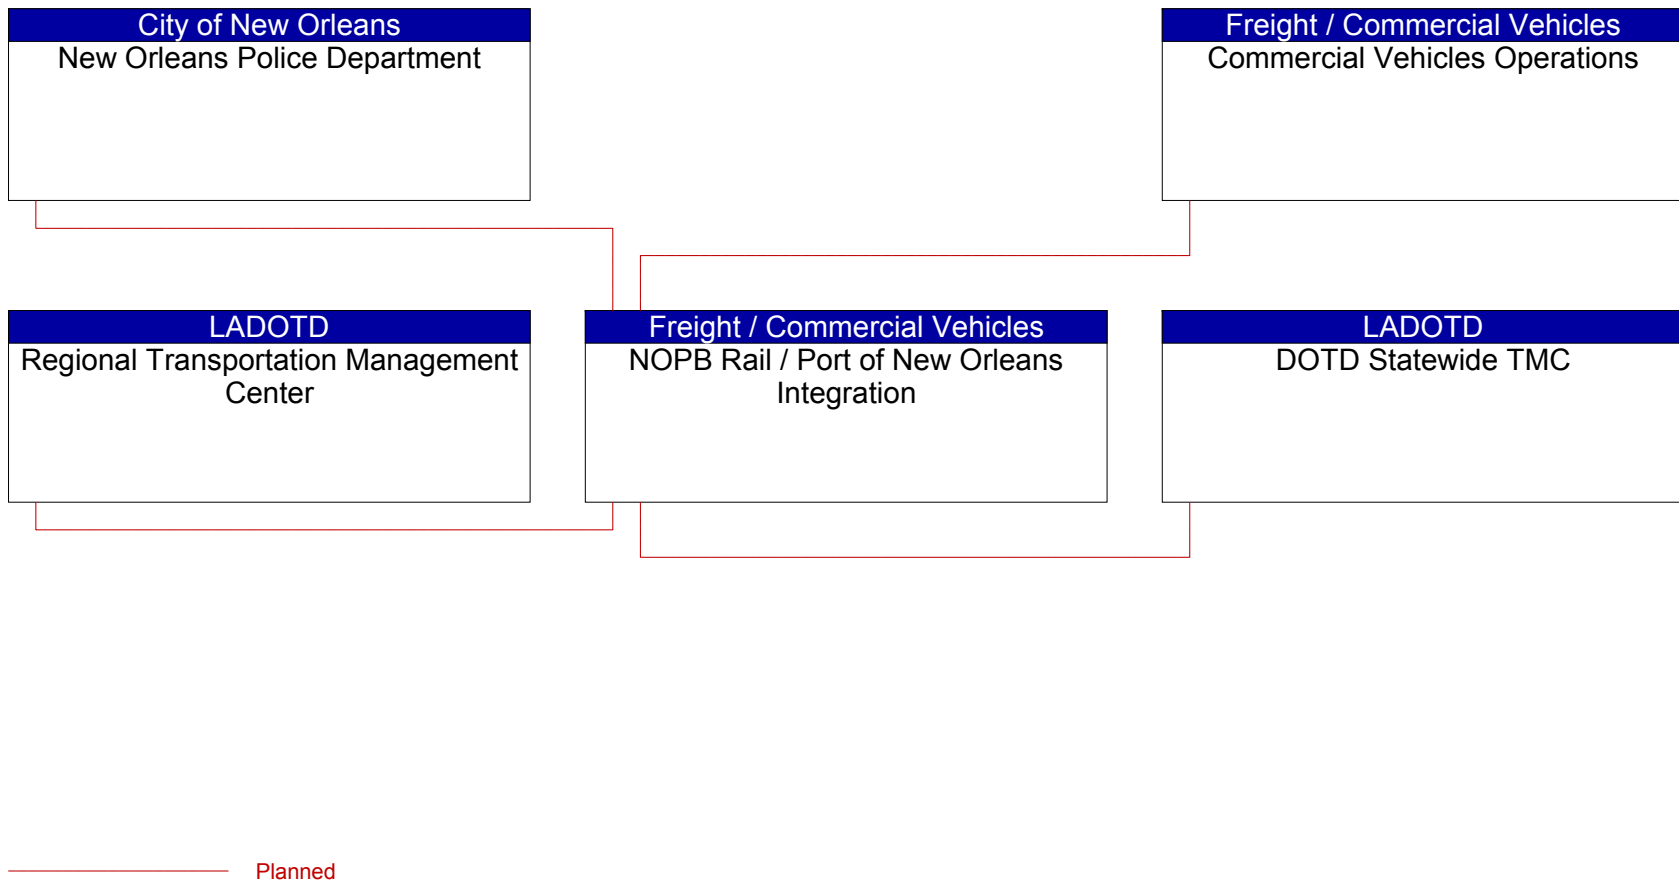 City of New Orleans
New Orleans Police Department
Freight / Commercial Vehicles
Commercial Vehicles Operations
LADOTD
Regional Transportation Management
Center
Freight / Commercial Vehicles
NOPB Rail / Port of New Orleans
Integration
LADOTD
DOTD Statewide TMC
Planned